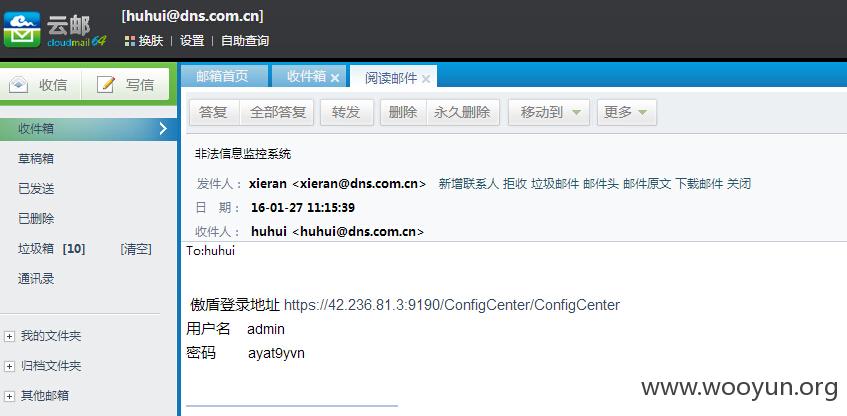 云邮
cloudmail 64
[huhui@dns.com.cn]
换肤 | 设置 | 自助查询
收信 写信
邮箱首页 收件箱 × 阅读邮件 ×
答复 全部答复 转发 删除 永久删除 移动到 更多
收件箱
草稿箱
已发送
已删除
垃圾箱 [10] [清空]
通讯录
我的文件夹
归档文件夹
其他邮箱
非法信息监控系统
发件人： xieran <xieran@dns.com.cn> 新增联系人 拒收 垃圾邮件 邮件头 邮件原文 下载邮件 关闭
日 期： 16-01-27 11:15:39
收件人： huhui <huhui@dns.com.cn>
To:huhui
傲盾登录地址 https://42.236.81.3:9190/ConfigCenter/ConfigCenter
用户名 admin
密码 ayat9yvn
www.wooyun.org